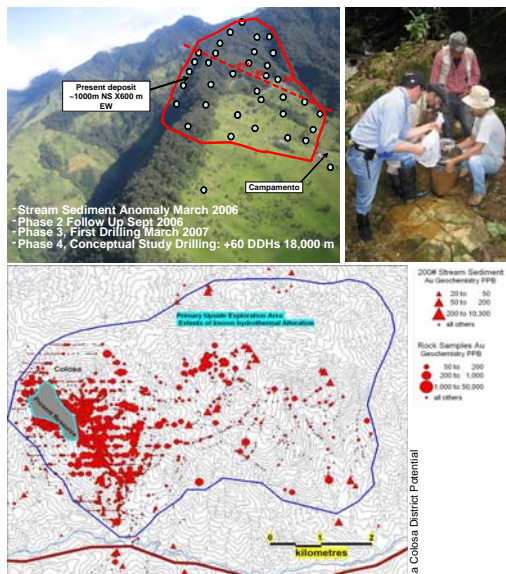 Present deposit
~1000m NS X600 m
EW
Campamento
-Stream Sediment Anomaly March 2006
-Phase 2 Follow Up Sept 2006
-Phase 3, First Drilling March 2007
-Phase 4, Conceptual Study Drilling: +60 DDHs 18,000 m
Primary Upside Exploration Area
Extents of known hydrothermal Alteration
Colosa
0 1 2
kilometres
200# Stream Sediment
Au Geochemistry PPB
20 to 50
50 to 200
200 to 10,300
all others
Rock Samples Au
Geochemistry PPB
50 to 200
200 to 1,000
1,000 to 50,000
all others
a Colosa District Potential